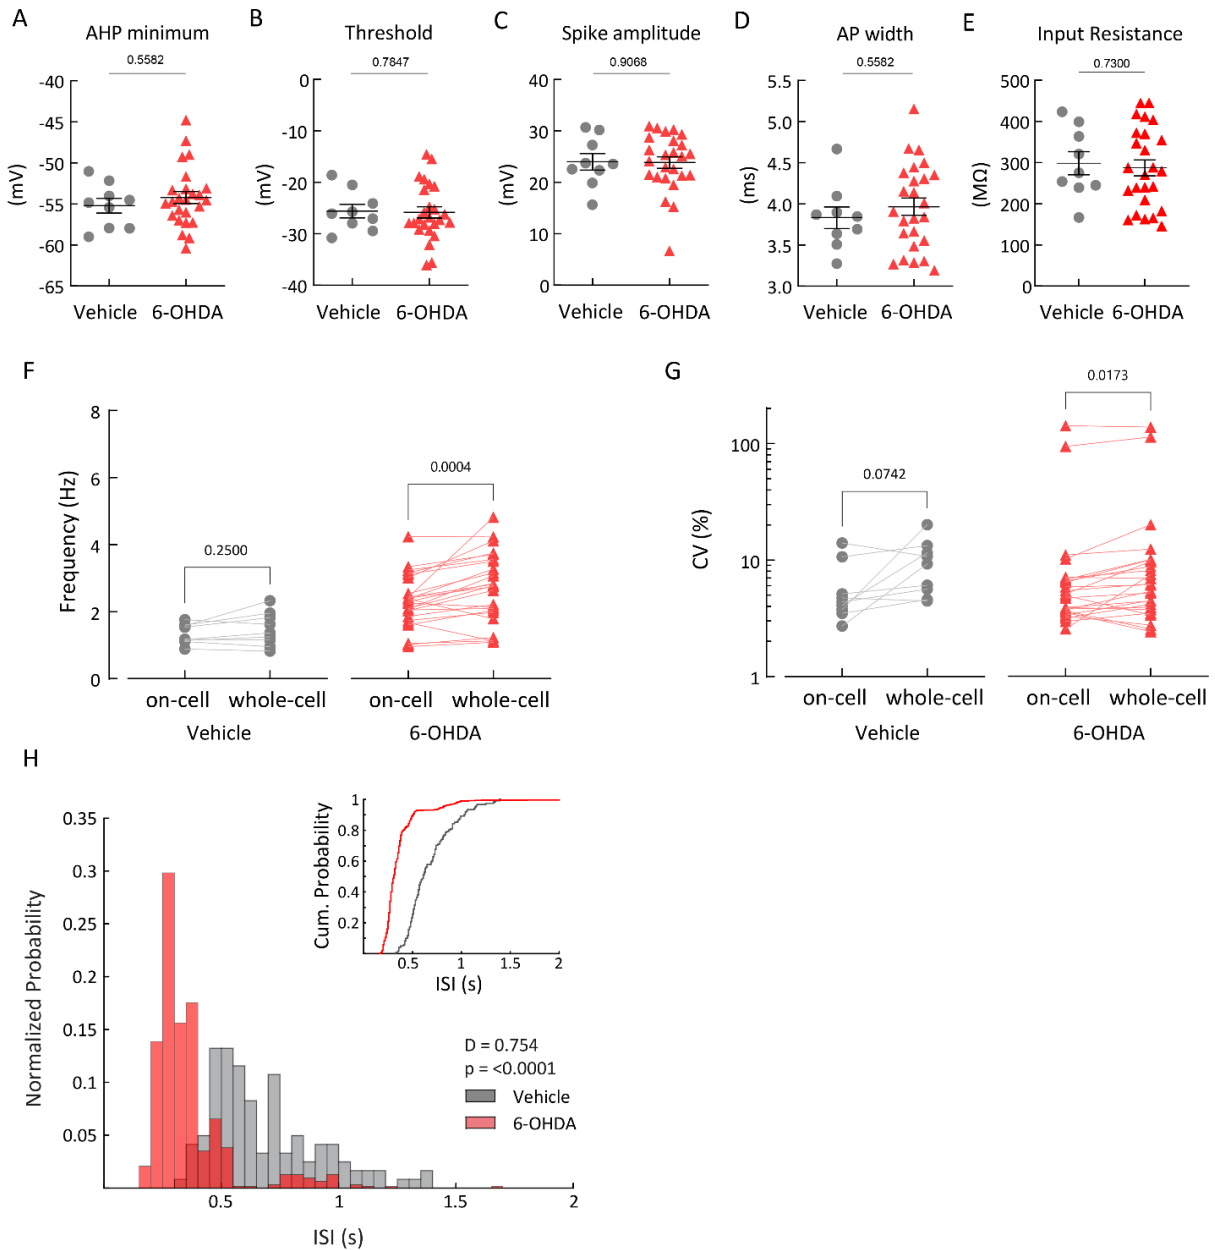 A
AHP minimum
0.5582
-40
-45
-50
-55
-60
-65
(mV)
Vehicle 6-OHDA
B
Threshold
0.7847
0
-10
-20
-30
-40
(mV)
Vehicle 6-OHDA
C
Spike amplitude
0.9068
40
30
20
10
0
(mV)
Vehicle 6-OHDA
D
AP width
0.5582
5.5
5.0
4.5
4.0
3.5
3.0
(ms)
Vehicle 6-OHDA
E
Input Resistance
0.7300
500
400
300
200
100
0
(MΩ)
Vehicle 6-OHDA
F
8
6
4
2
0
Frequency (Hz)
0.2500
0.0004
on-cell whole-cell on-cell whole-cell
Vehicle 6-OHDA
G
100
10
1
CV (%)
0.0742
0.0173
on-cell whole-cell on-cell whole-cell
Vehicle 6-OHDA
H
0.35
0.3
0.25
0.2
0.15
0.1
0.05
Normalized Probability
0.5 1 1.5 2
ISI (s)
1
0.8
0.6
0.4
0.2
Cum. Probability
0.5 1 1.5 2
ISI (s)
D = 0.754
p = <0.0001
Vehicle
6-OHDA